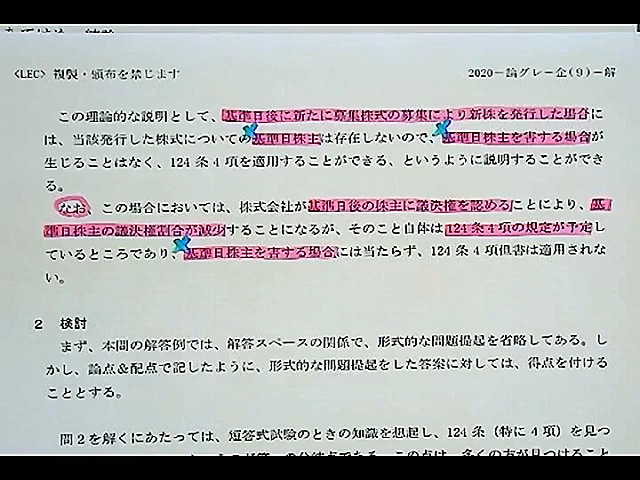 〈LEC〉複製・頒布を禁じます
2020－論グレー企(9)－解
この理論的な説明として、基準日後に新たに募集株式の募集により新株を発行した場合に
は、当該発行した株式についての基準日株主は存在しないので、基準日株主を害する場合が
生じることはなく、124条4項を適用することができる、というように説明することができ
る。
なお、この場合においては、株式会社が基準日後の株主に議決権を認めることにより、基
準日株主の議決権割合が減少することになるが、そのこと自体は124条4項の規定が予定し
ているところであり、基準日株主を害する場合には当たらず、124条4項但書は適用されな
い。
2 検討
まず、本問の解答例では、解答スペースの関係で、形式的な問題提起を省略してある。し
かし、論点＆配点で記したように、形式的な問題提起をした答案に対しては、得点を付ける
こととする。
問2を解くにあたっては、短答式試験のときの知識を想起し、124条（特に4項）を見つ
この点は、多くの方が見つけること